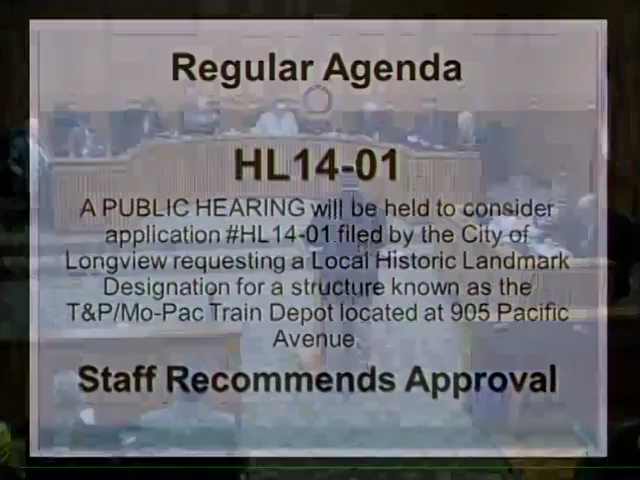 Regular Agenda
HL14-01
A PUBLIC HEARING will be held to consider
application #HL14-01 filed by the City of
Longview requesting a Local Historic Landmark
Designation for a structure known as the
T&P/Mo-Pac Train Depot located at 905 Pacific
Avenue.
Staff Recommends Approval